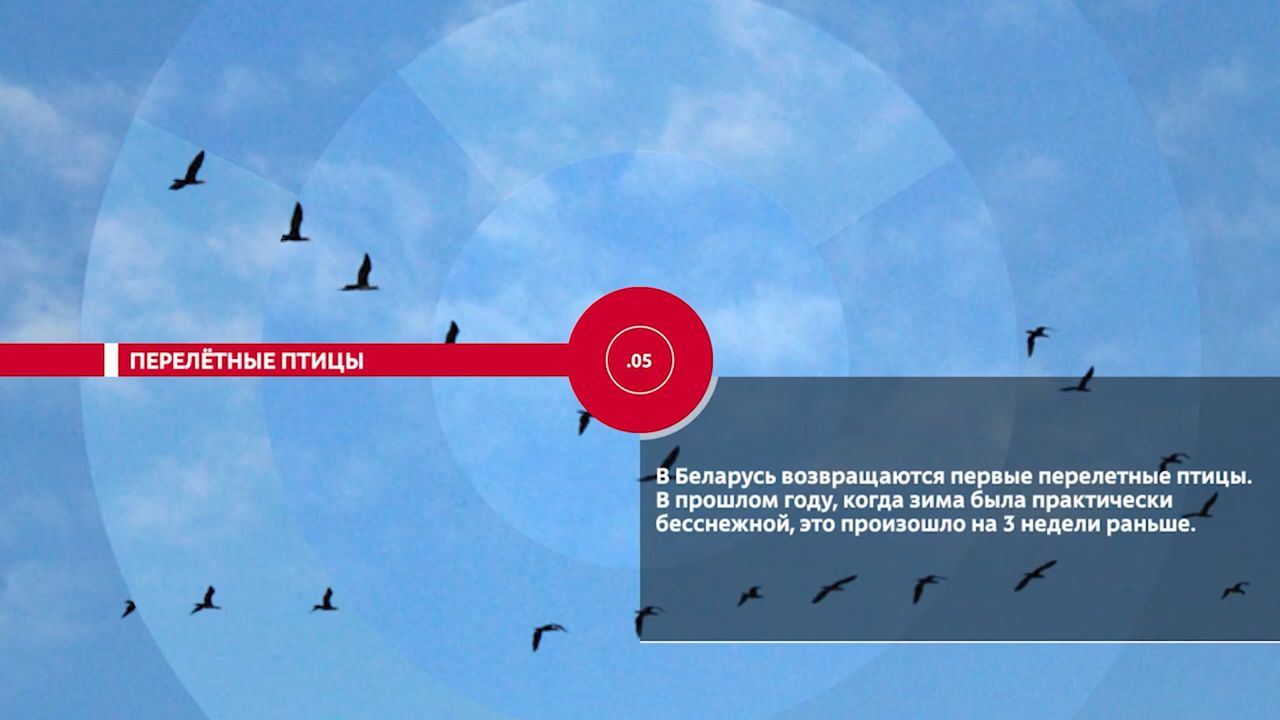 ПЕРЕЛЁТНЫЕ ПТИЦЫ
.05
В Беларусь возвращаются первые перелетные птицы.
В прошлом году, когда зима была практически
бесснежной, это произошло на 3 недели раньше.